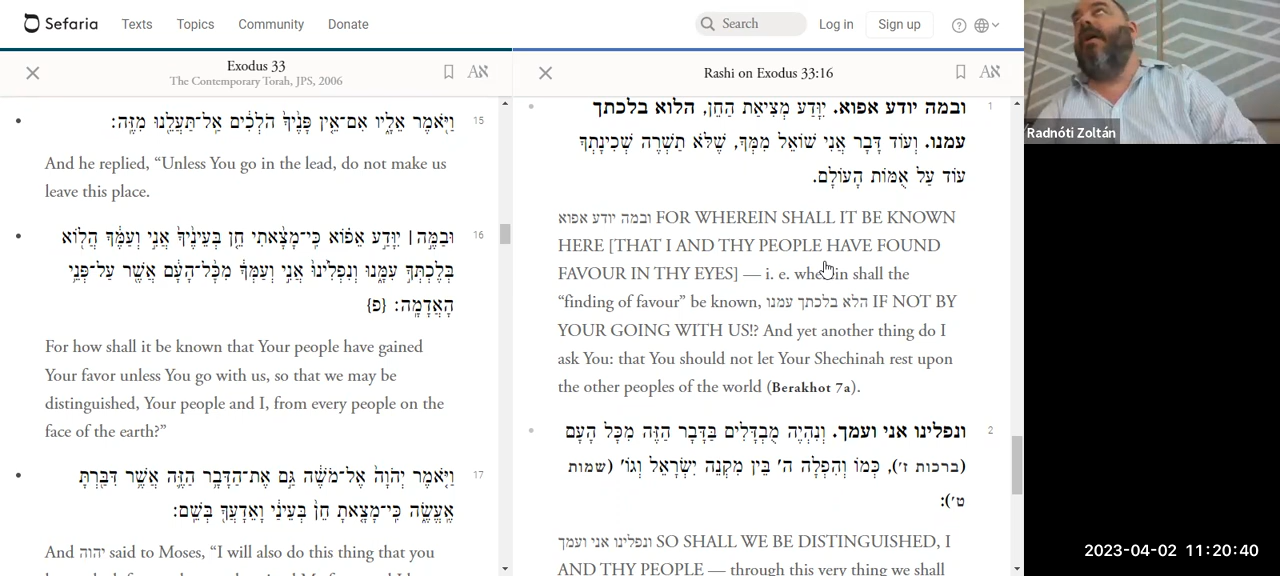 Sefaria
Texts
Topics
Community
Donate
Search
Log in
Sign up
Exodus 33
The Contemporary Torah, JPS, 2006
15
וַיֹּ֖אמֶר אֵלָ֑יו אִם־אֵ֤ין פָּנֶ֙יךָ֙ הֹלְכִ֔ים אַֽל־תַּעֲלֵ֖נוּ מִזֶּֽה׃
And he replied, “Unless You go in the lead, do not make us
leave this place.
16
וּבַמֶּ֣ה ׀ יִוָּדַ֣ע אֵפ֗וֹא כִּֽי־מָצָ֨אתִי חֵ֤ן בְּעֵינֶ֙יךָ֙ אֲנִ֣י וְעַמֶּ֔ךָ הֲל֖וֹא
בְּלֶכְתְּךָ֣ עִמָּ֑נוּ וְנִפְלִ֙ינוּ֙ אֲנִ֣י וְעַמְּךָ֔ מִכׇּ֨ל־הָעָ֔ם אֲשֶׁ֖ר עַל־פְּנֵ֥י
הָאֲדָמָֽה׃ {פ}
For how shall it be known that Your people have gained
Your favor unless You go with us, so that we may be
distinguished, Your people and I, from every people on the
face of the earth?”
17
וַיֹּ֤אמֶר יְהֹוָה֙ אֶל־מֹשֶׁ֔ה גַּ֣ם אֶת־הַדָּבָ֥ר הַזֶּ֛ה אֲשֶׁ֥ר דִּבַּ֖רְתָּ
אֶֽעֱשֶׂ֑ה כִּֽי־מָצָ֤אתָ חֵן֙ בְּעֵינַ֔י וָאֵדָעֲךָ֖ בְּשֵֽׁם׃
And יהוה said to Moses, “I will also do this thing that you
Rashi on Exodus 33:16
1
ובמה יודע אפוא. יִוָּדַע מְצִיאַת הַחֵן, הלוא בלכתך
עמנו. וְעוֹד דָּבָר אֲנִי שׁוֹאֵל מִמְּךָ, שֶׁלֹּא תַשְׁרֶה שְׁכִינָתְךָ
עוֹד עַל אֻמּוֹת הָעוֹלָם.
ובמה יודע אפוא FOR WHEREIN SHALL IT BE KNOWN
HERE [THAT I AND THY PEOPLE HAVE FOUND
FAVOUR IN THY EYES] — i. e. wherein shall the
“finding of favour” be known, הלא בלכתך עמנו IF NOT BY
YOUR GOING WITH US!? And yet another thing do I
ask You: that You should not let Your Shechinah rest upon
the other peoples of the world (Berakhot 7a).
2
ונפלינו אני ועמך. וְנִהְיֶה מֻבְדָּלִים בַּדָּבָר הַזֶּה מִכָּל הָעָם
(ברכות ז'), כְּמוֹ וְהִפְלָה ה' בֵּין מִקְנֵה יִשְׂרָאֵל וְגוֹ' (שמות
ט'):
ונפלינו אני ועמך SO SHALL WE BE DISTINGUISHED, I
AND THY PEOPLE — through this very thing we shall
Radnóti Zoltán
2023-04-02 11:20:40